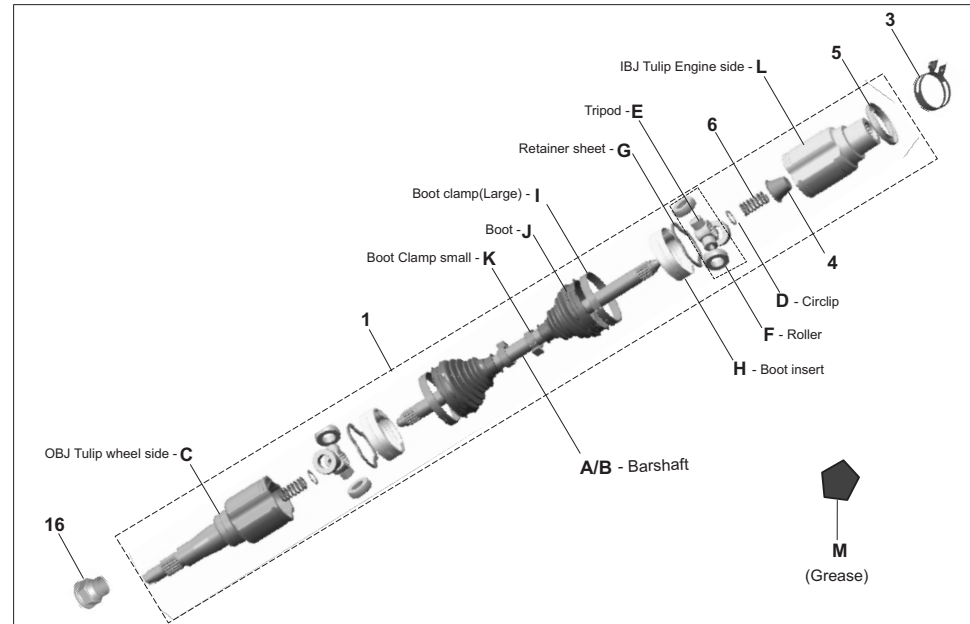 3
5
IBJ Tulip Engine side - L
Tripod - E
6
Retainer sheet - G
Boot clamp(Large) - I
Boot - J
Boot Clamp small - K
4
D - Circlip
1
F - Roller
H - Boot insert
OBJ Tulip wheel side - C
A/B - Barshaft
16
M
(Grease)